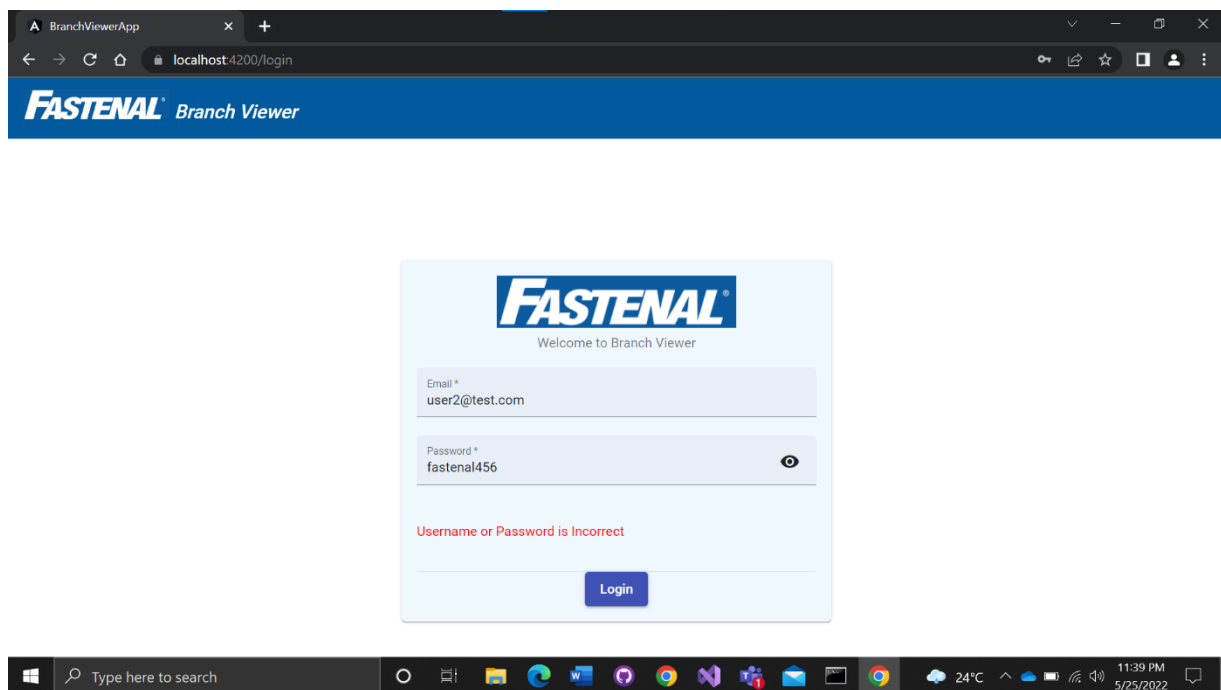 BranchViewerApp
localhost:4200/login
FASTENAL® Branch Viewer
FASTENAL®
Welcome to Branch Viewer
Email *
user2@test.com
Password *
fastenal456
Username or Password is Incorrect
Login
Type here to search
24°C
11:39 PM
5/25/2022